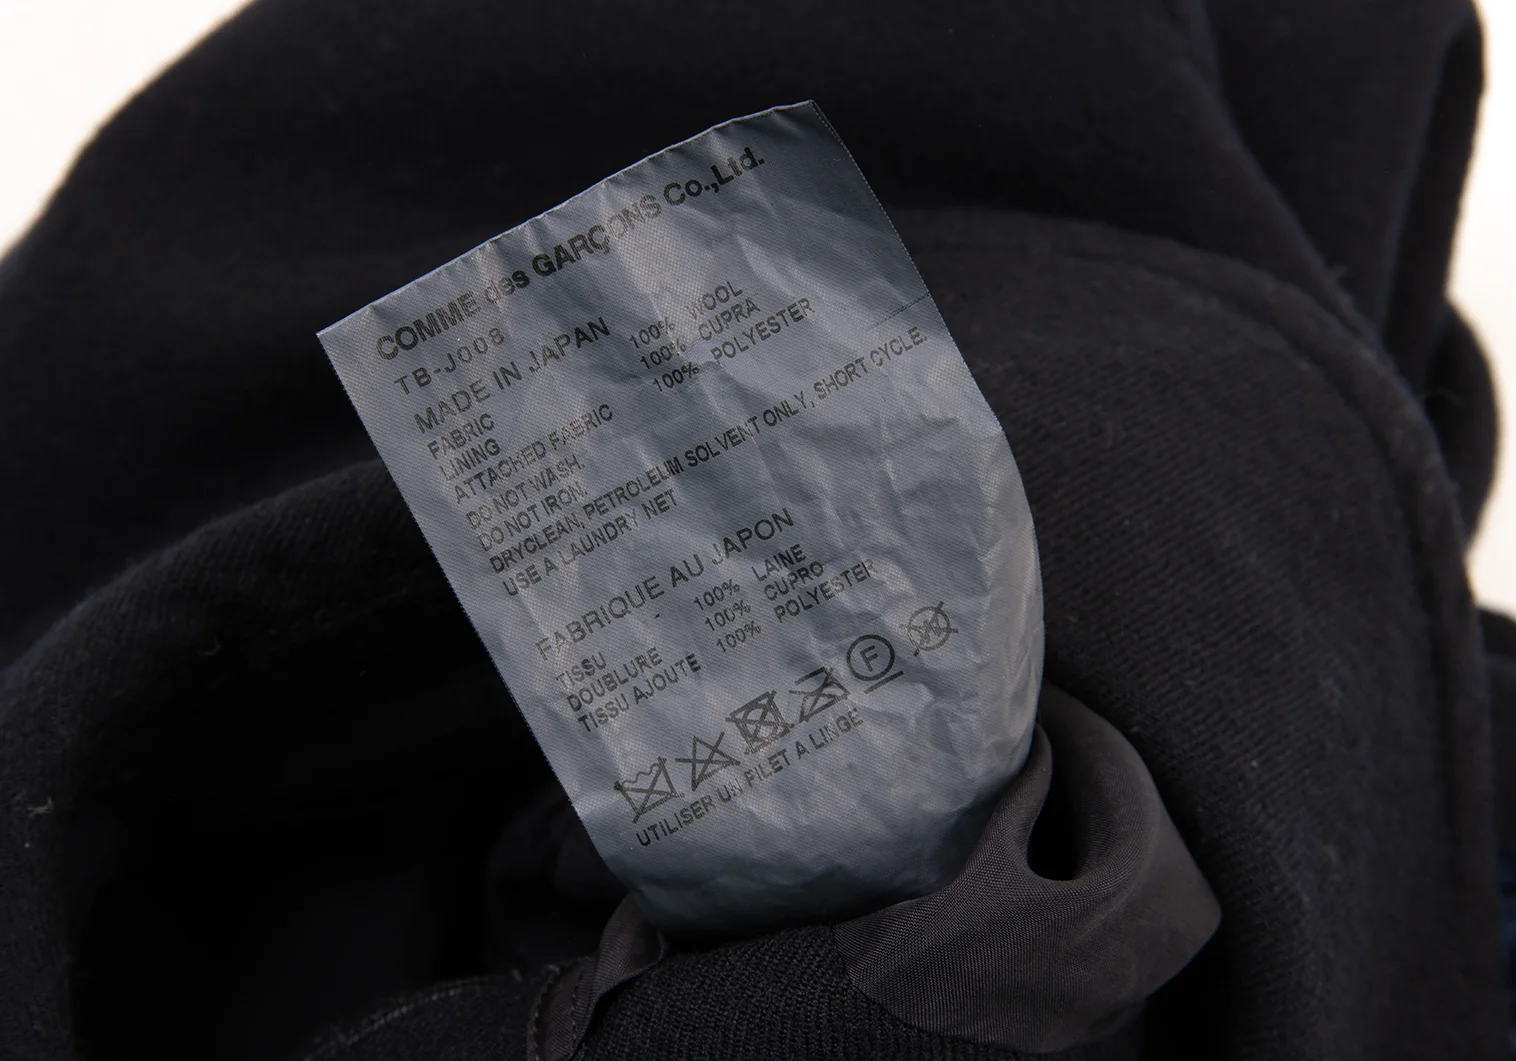 COMME des GARÇONS Co.,Ltd.
TB-J008
MADE IN JAPAN
FABRIC 100% WOOL
LINING 100% CUPRA
ATTACHED FABRIC 100% POLYESTER
DO NOT WASH.
DO NOT IRON.
DRYCLEAN, PETROLEUM SOLVENT ONLY, SHORT CYCLE.
USE A LAUNDRY NET
FABRIQUE AU JAPON
TISSU - 100% LAINE
DOUBLURE 100% CUPRO
TISSU AJOUTE 100% POLYESTER
F W
UTILISER UN FILET A LINGE